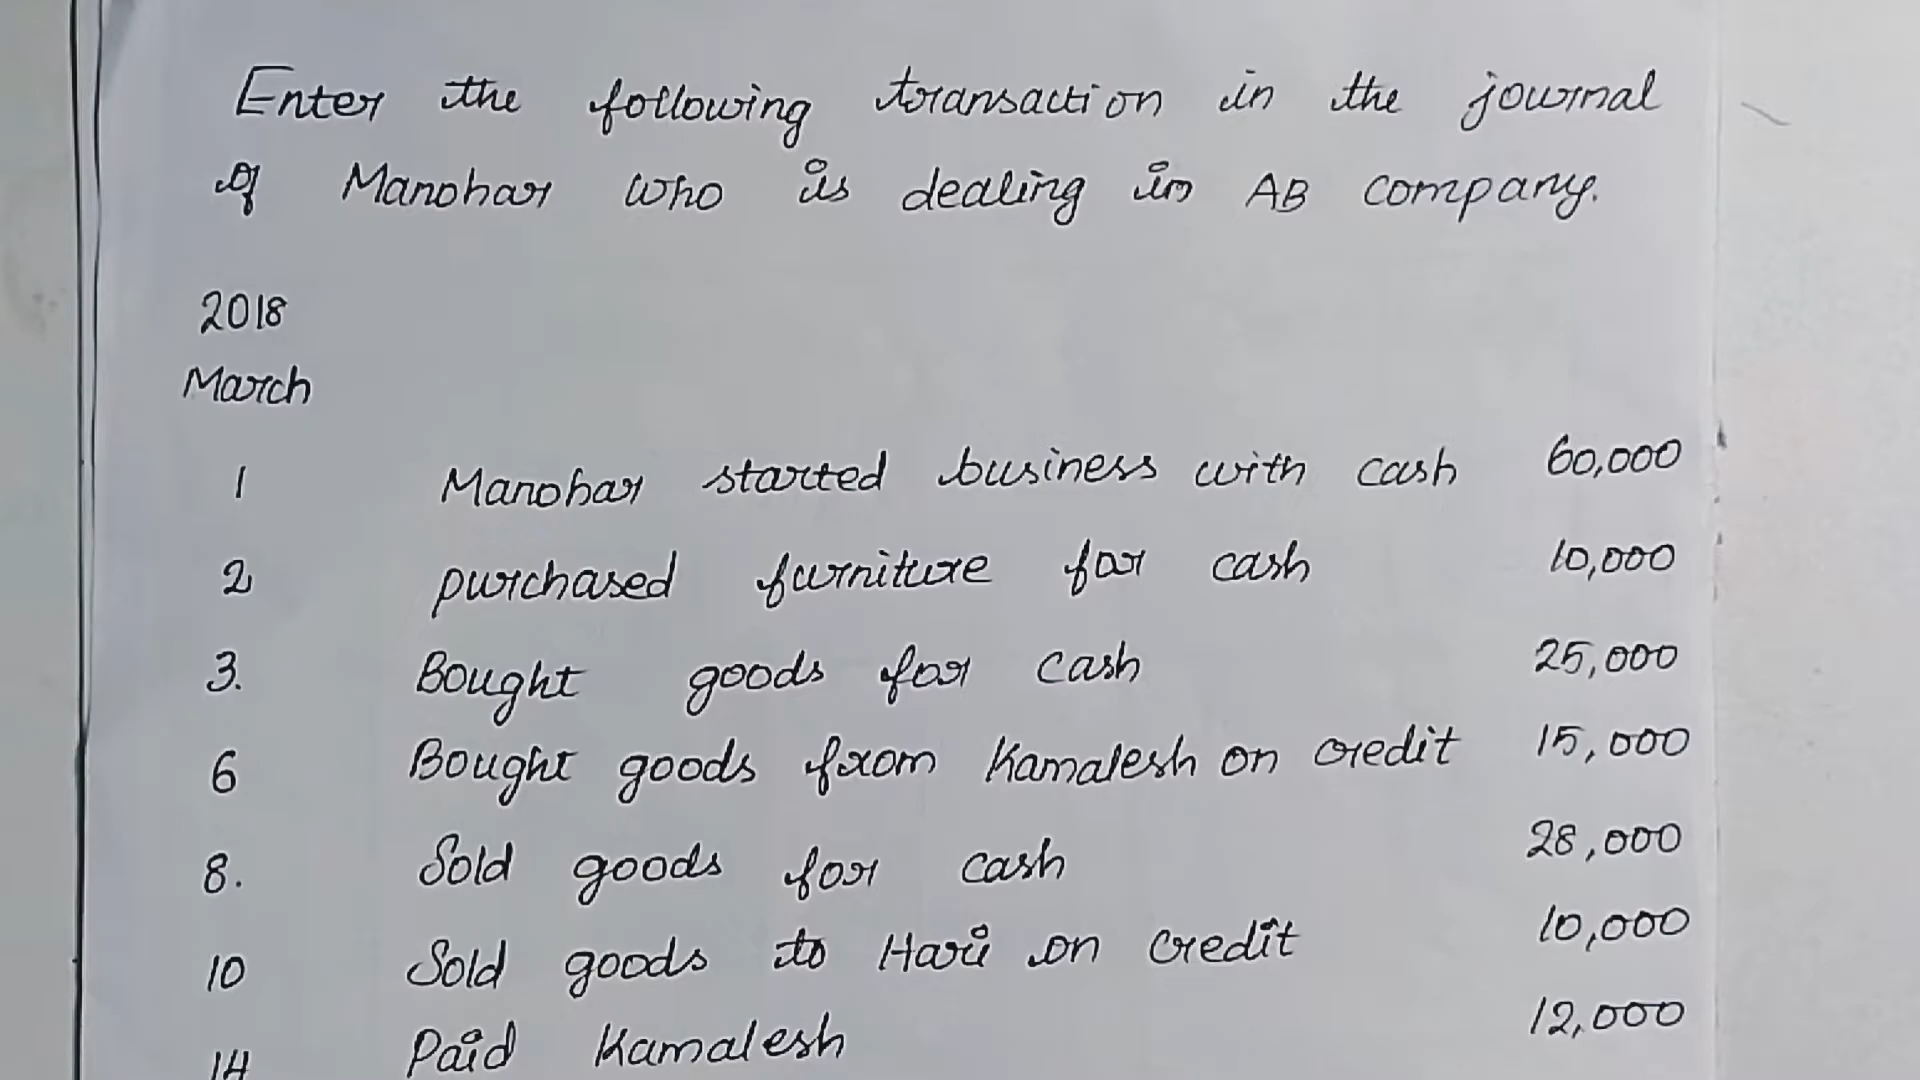 Enter the following transaction in the journal
of Manohar who is dealing in AB company.
2018
March
1 Manohar started business with cash 60,000
2 purchased furniture for cash 10,000
3. Bought goods for cash 25,000
6 Bought goods from Kamalesh on credit 15,000
8. Sold goods for cash 28,000
10 Sold goods to Hari on credit 10,000
14 Paid Kamalesh 12,000